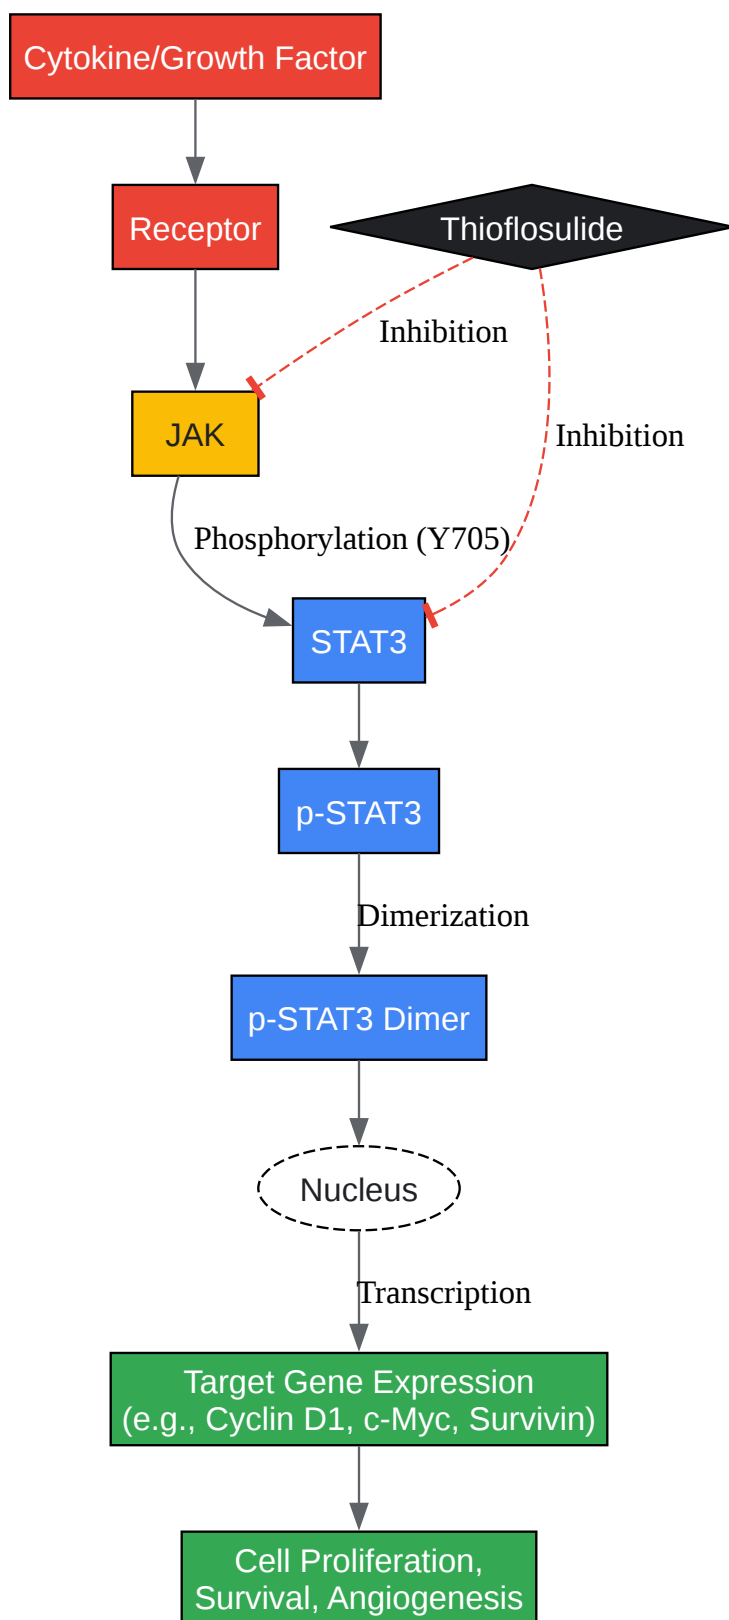 Cytokine/Growth Factor
Receptor
Thioflosulide
Inhibition
JAK
Inhibition
Phosphorylation (Y705)
STAT3
p-STAT3
Dimerization
p-STAT3 Dimer
Nucleus
Transcription
Target Gene Expression
(e.g., Cyclin D1, c-Myc, Survivin)
Cell Proliferation,
Survival, Angiogenesis